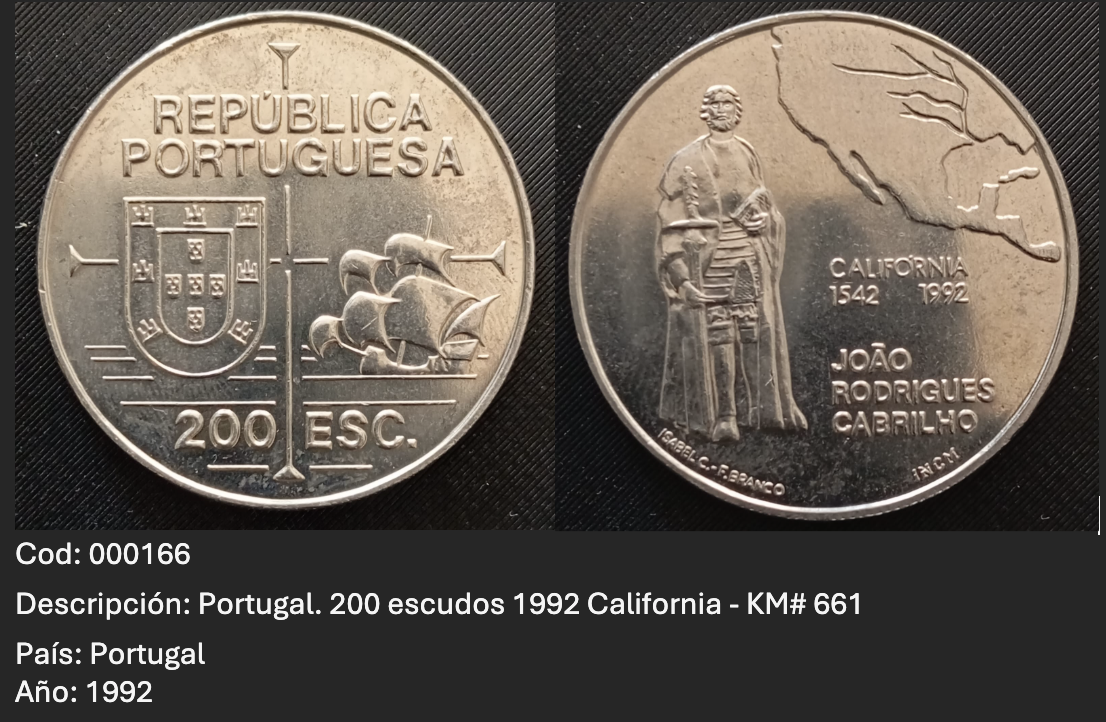 REPÚBLICA
PORTUGUESA
200 ESC.
CALIFÓRNIA
1542 1992
JOÃO
RODRIGUES
CABRILHO
ISABEL C. - F. BRANCO
INCM
Cod: 000166
Descripción: Portugal. 200 escudos 1992 California - KM# 661
País: Portugal
Año: 1992